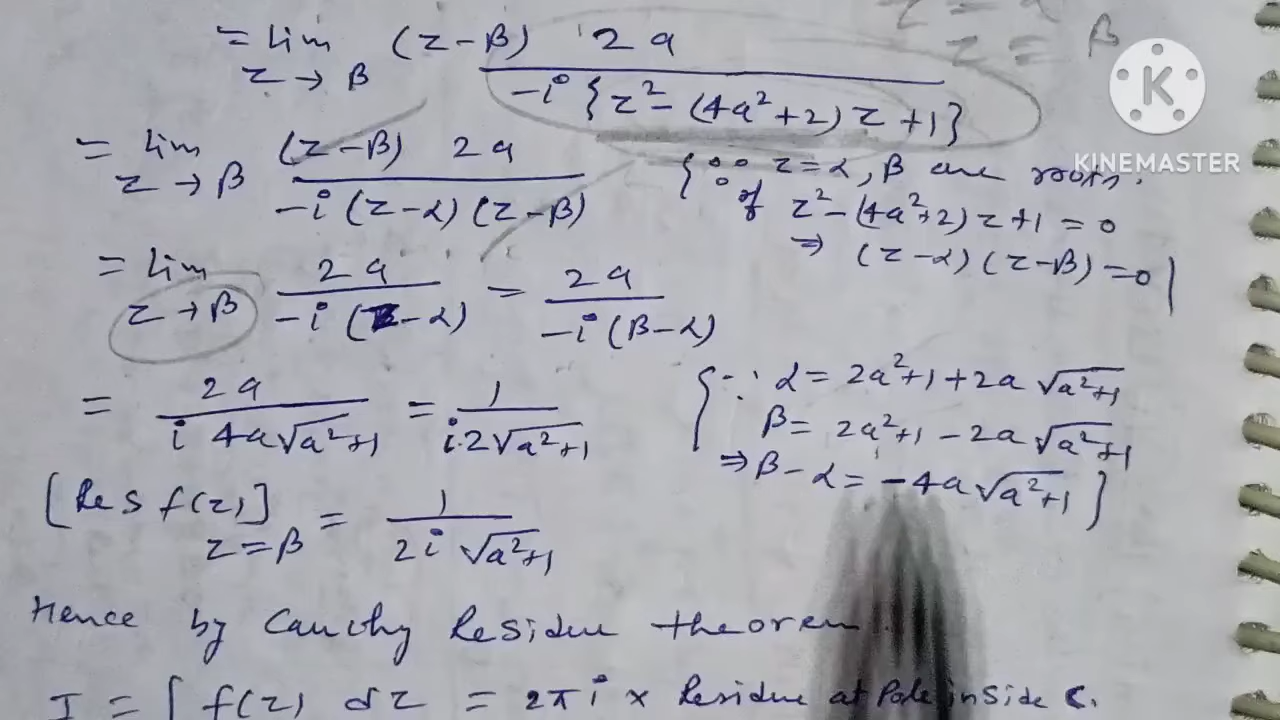 z = α
z = β
= lim z→β (z-β) 2a / -i {z² - (4a²+2) z + 1}
KINEMASTER
= lim z→β (z-β) 2a / -i (z-α) (z-β)
{∵ z=α, β are roots.
of z² - (4a²+2) z + 1 = 0
⇒ (z-α) (z-β) = 0}
= lim z→β 2a / -i (z-α) = 2a / -i (β-α)
= 2a / i 4a√(a²+1) = 1 / i.2√(a²+1)
{∵ α = 2a²+1 + 2a √(a²+1)
β = 2a²+1 - 2a √(a²+1)
⇒ β - α = -4a √(a²+1)}
[Res f(z)] z=β = 1 / 2i √(a²+1)
Hence by Cauchy Residue theorem
I = ∫ f(z) dz = 2πi × Residue at Pole inside C.